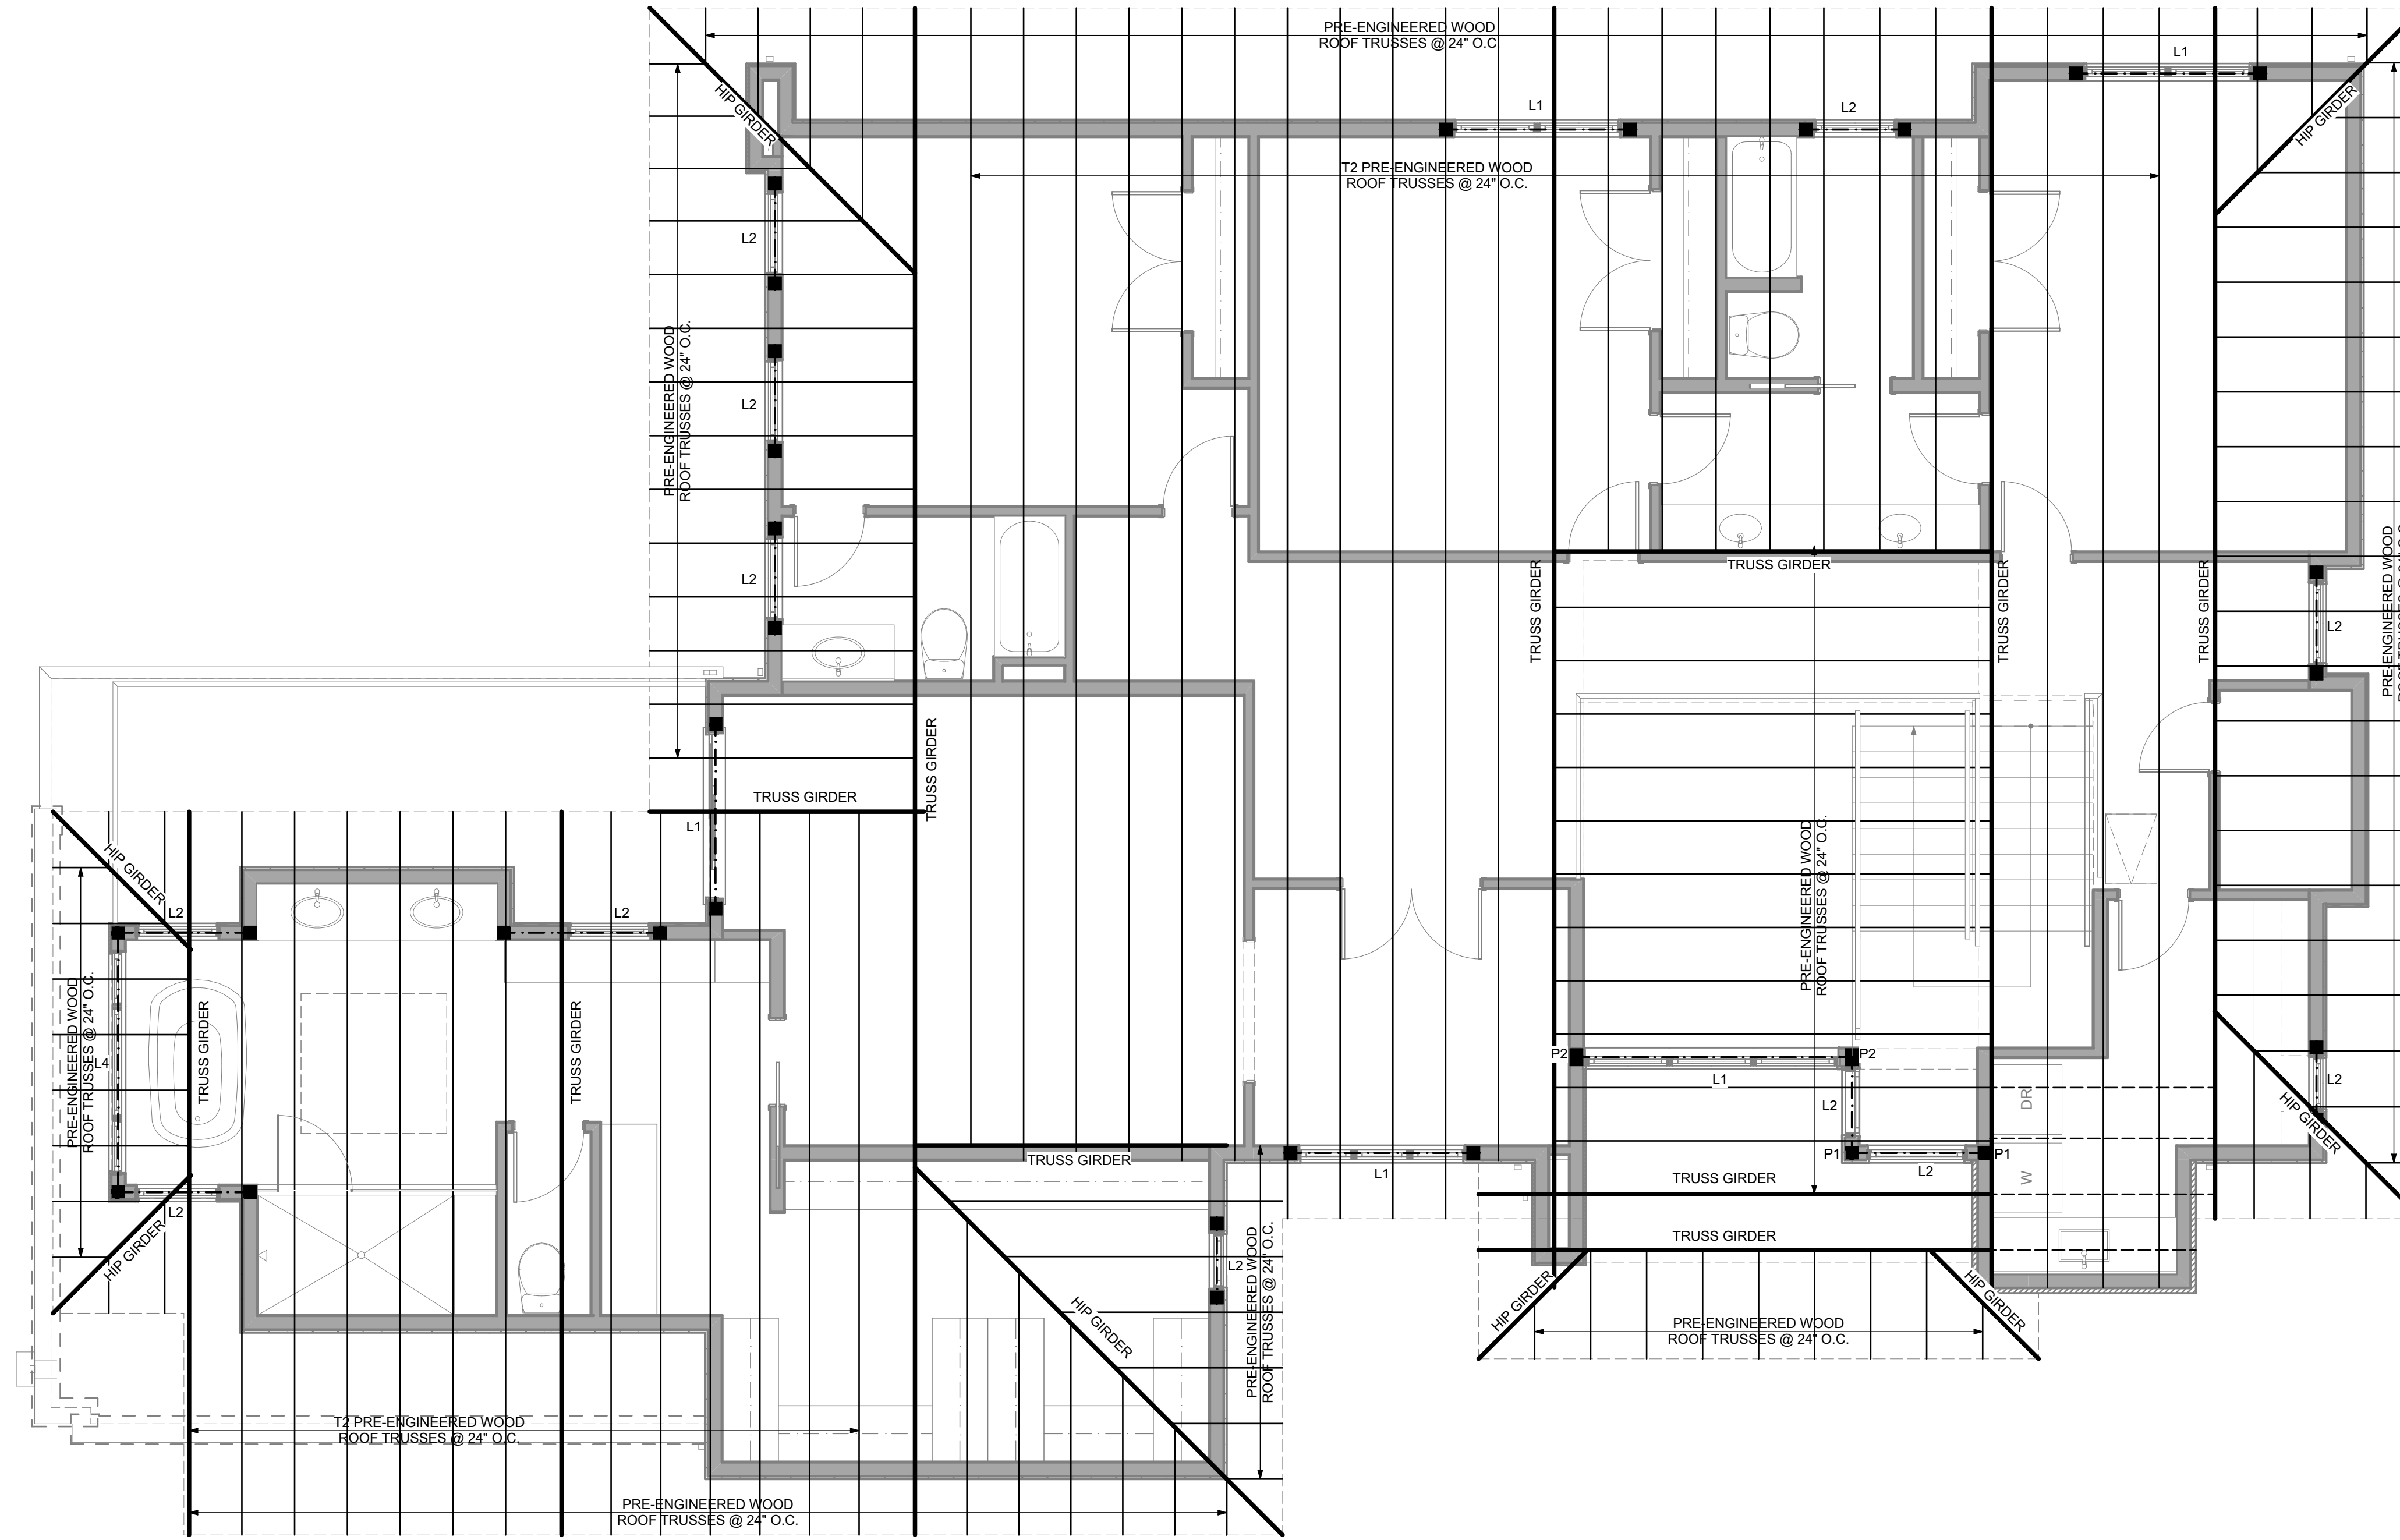 PRE-ENGINEERED WOOD
ROOF TRUSSES @ 24" O.C.
L1
HIP GIRDER
HIP GIRDER
L1
L2
T2 PRE-ENGINEERED WOOD
ROOF TRUSSES @ 24" O.C.
L2
PRE-ENGINEERED WOOD
ROOF TRUSSES @ 24" O.C.
L2
L2
TRUSS GIRDER
TRUSS GIRDER
TRUSS GIRDER
TRUSS GIRDER
L2
PRE-ENGINEERED WOOD
TRUSS GIRDER
TRUSS GIRDER
L1
HIP GIRDER
L2
L2
PRE-ENGINEERED WOOD
ROOF TRUSSES @ 24" O.C.
PRE-ENGINEERED WOOD
ROOF TRUSSES @ 24" O.C.
L4
TRUSS GIRDER
TRUSS GIRDER
P2
P2
L1
L2
DR
L2
HIP GIRDER
P1
P1
L2
W
TRUSS GIRDER
L1
TRUSS GIRDER
TRUSS GIRDER
L2
HIP GIRDER
L2
PRE-ENGINEERED WOOD
ROOF TRUSSES @ 24" O.C.
HIP GIRDER
HIP GIRDER
HIP GIRDER
PRE-ENGINEERED WOOD
ROOF TRUSSES @ 24" O.C.
T2 PRE-ENGINEERED WOOD
ROOF TRUSSES @ 24" O.C.
PRE-ENGINEERED WOOD
ROOF TRUSSES @ 24" O.C.